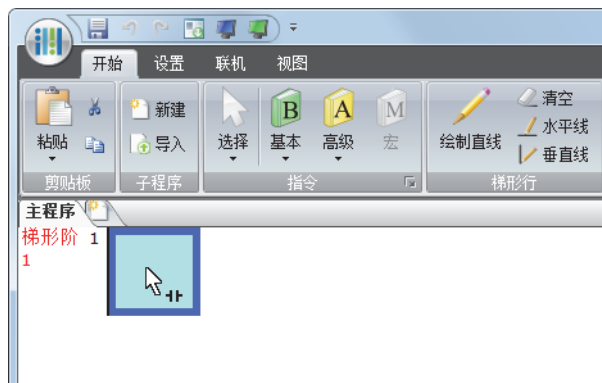 开始 设置 联机 视图
粘贴 新建 导入 选择 B 基本 A 高级 M 宏 绘制直线 清空 水平线 垂直线
剪贴板 子程序 指令 梯形行
主程序
梯形阶 1
1